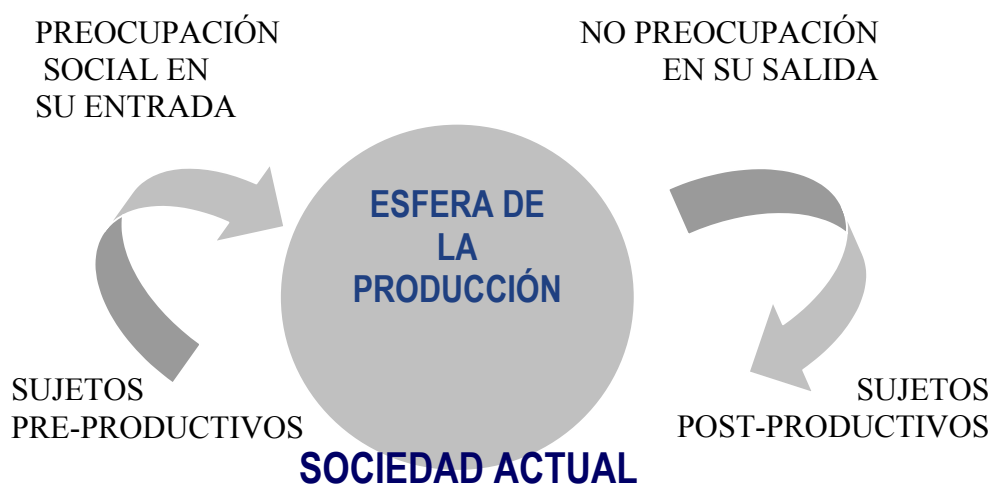 PREOCUPACIÓN
SOCIAL EN
SU ENTRADA
NO PREOCUPACIÓN
EN SU SALIDA
ESFERA DE
LA
PRODUCCIÓN
SUJETOS
PRE-PRODUCTIVOS
SUJETOS
POST-PRODUCTIVOS
SOCIEDAD ACTUAL